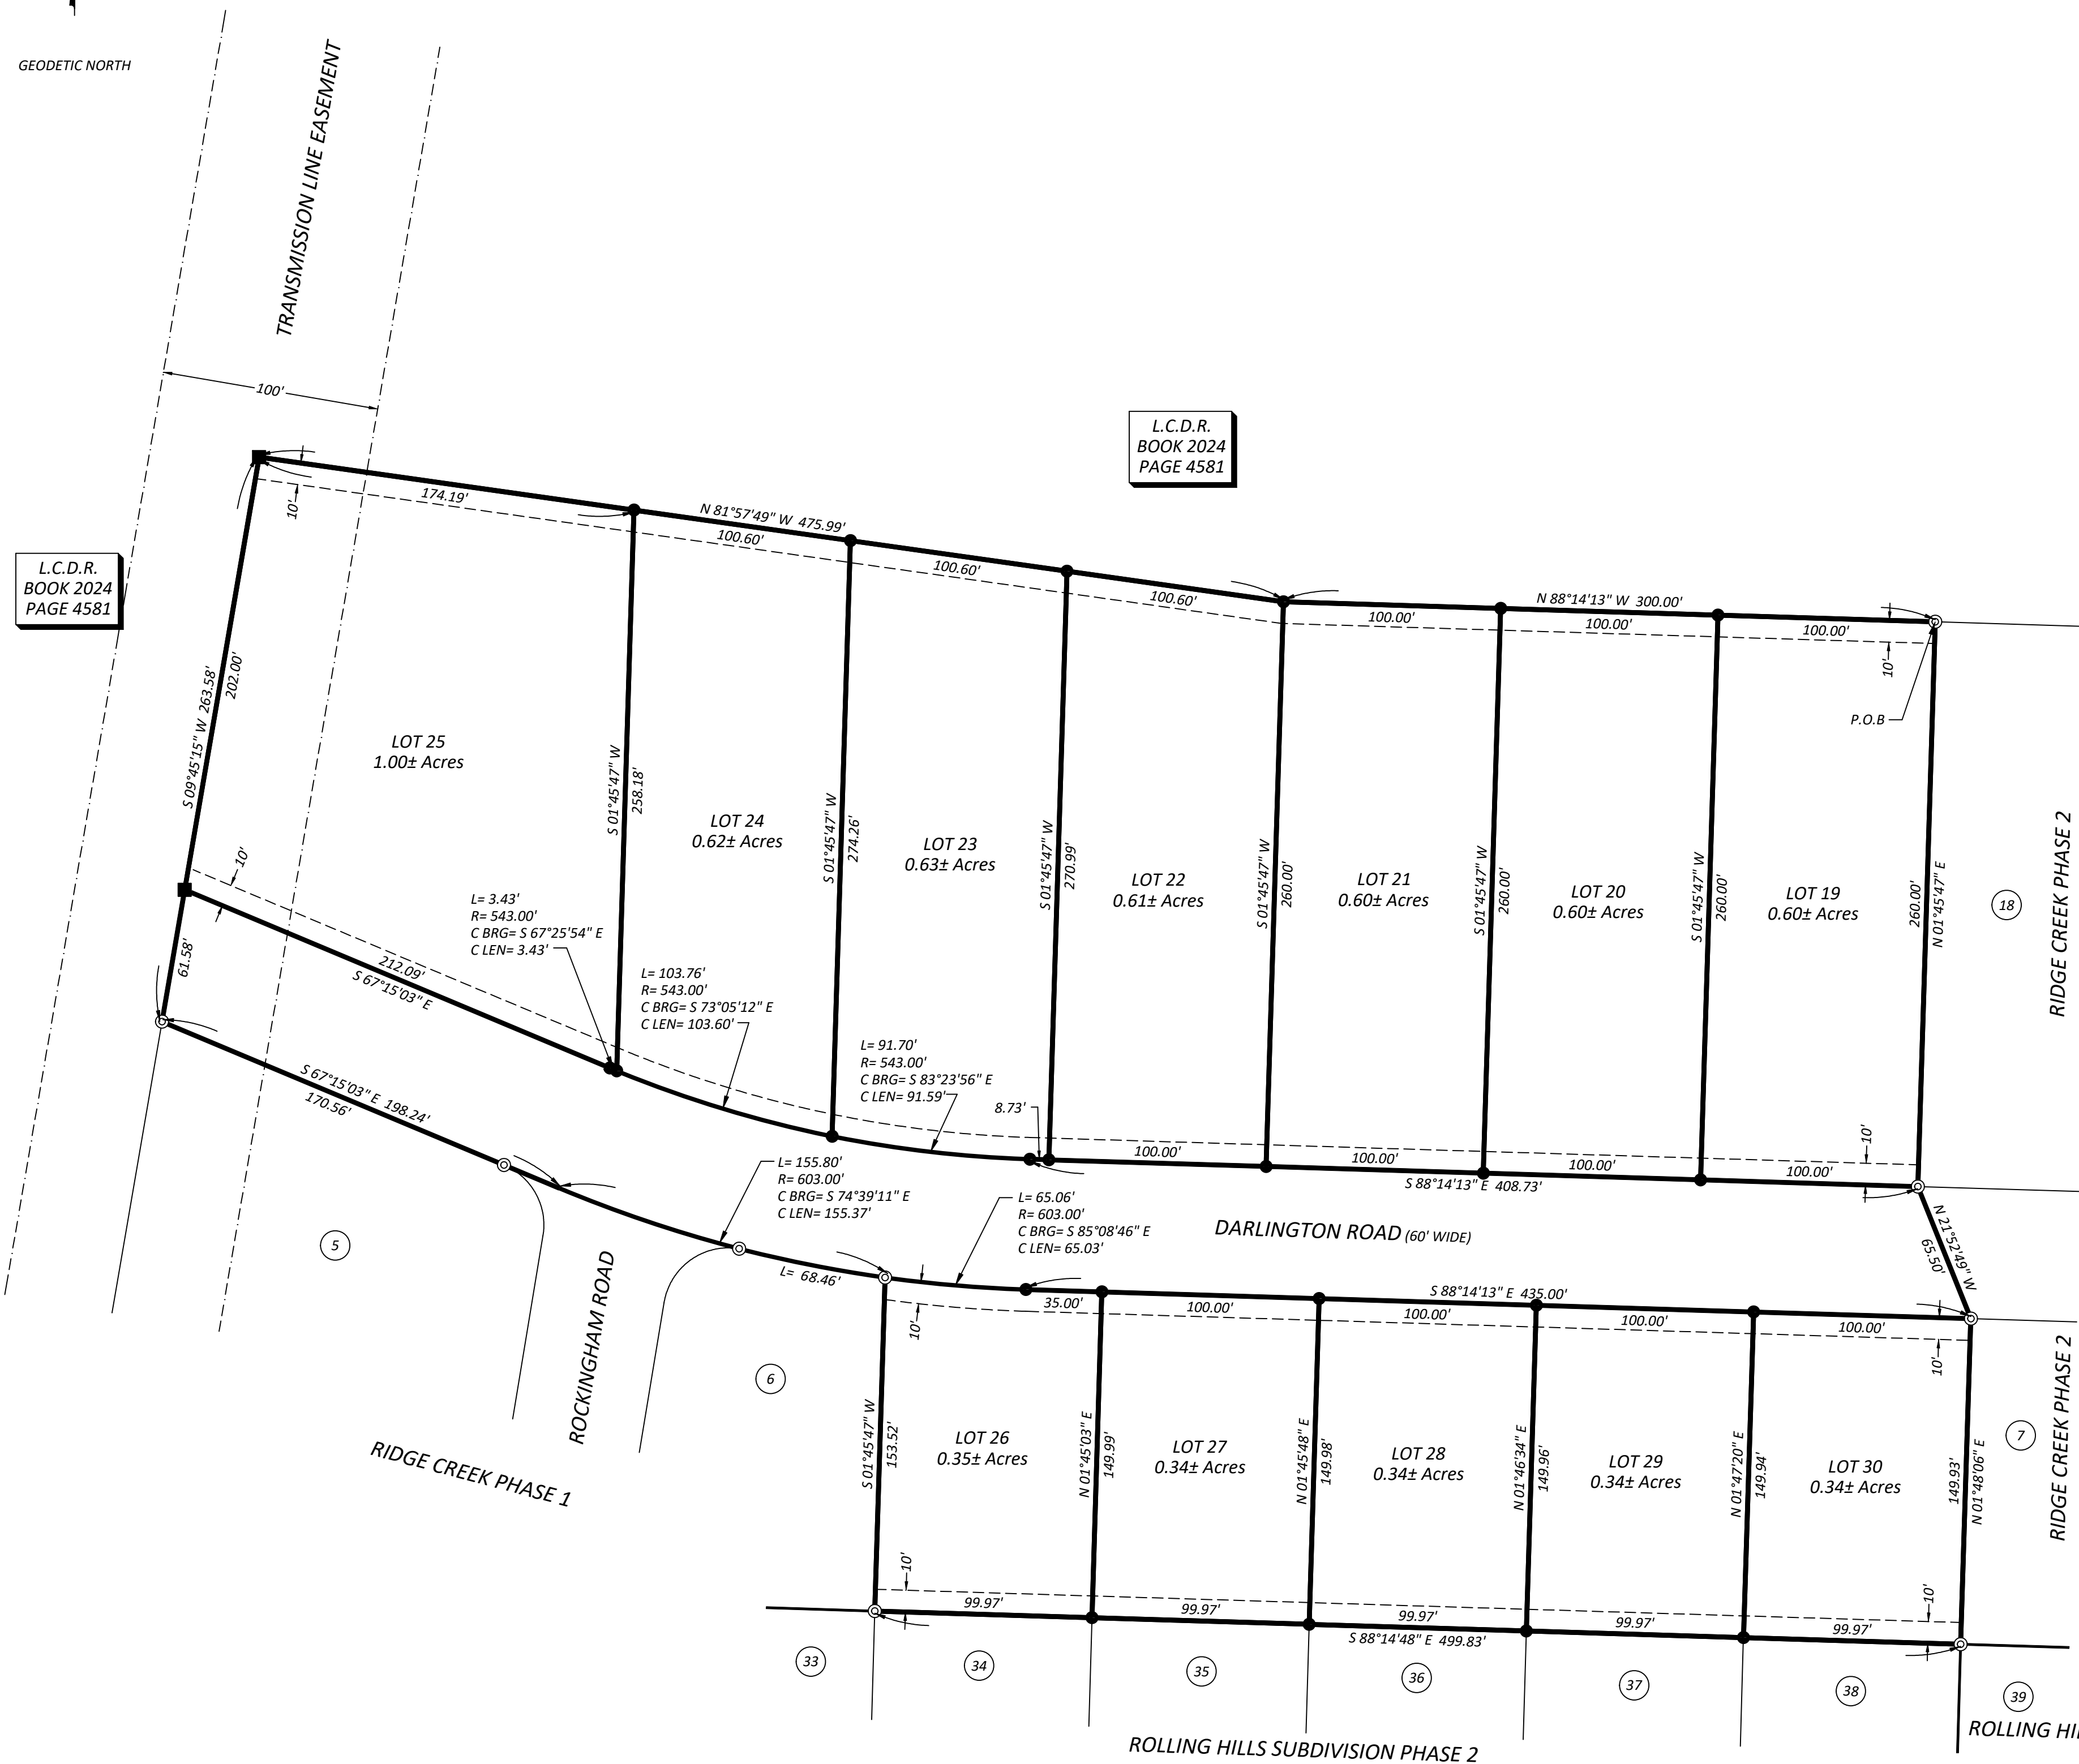 GEODETIC NORTH
TRANSMISSION LINE EASEMENT
100'
L.C.D.R.
BOOK 2024
PAGE 4581
L.C.D.R.
BOOK 2024
PAGE 4581
10'
174.19'
N 81°57'49" W 475.99'
100.60'
100.60'
100.60'
N 88°14'13" W 300.00'
100.00'
100.00'
100.00'
10'
P.O.B
S 09°45'15" W 263.58'
202.00'
61.58'
LOT 25
1.00± Acres
S 01°45'47" W
258.18'
LOT 24
0.62± Acres
S 01°45'47" W
274.26'
LOT 23
0.63± Acres
S 01°45'47" W
270.99'
LOT 22
0.61± Acres
S 01°45'47" W
260.00'
LOT 21
0.60± Acres
S 01°45'47" W
260.00'
LOT 20
0.60± Acres
S 01°45'47" W
260.00'
LOT 19
0.60± Acres
260.00'
N 01°45'47" E
18
RIDGE CREEK PHASE 2
10'
212.09'
S 67°15'03" E
L= 3.43'
R= 543.00'
C BRG= S 67°25'54" E
C LEN= 3.43'
L= 103.76'
R= 543.00'
C BRG= S 73°05'12" E
C LEN= 103.60'
L= 91.70'
R= 543.00'
C BRG= S 83°23'56" E
C LEN= 91.59'
8.73'
100.00'
100.00'
100.00'
100.00'
10'
S 88°14'13" E 408.73'
S 67°15'03" E 198.24'
170.56'
L= 155.80'
R= 603.00'
C BRG= S 74°39'11" E
C LEN= 155.37'
L= 65.06'
R= 603.00'
C BRG= S 85°08'46" E
C LEN= 65.03'
DARLINGTON ROAD (60' WIDE)
N 21°52'49" W
65.50'
5
ROCKINGHAM ROAD
L= 68.46'
6
RIDGE CREEK PHASE 1
10'
35.00'
100.00'
S 88°14'13" E 435.00'
100.00'
100.00'
100.00'
10'
S 01°45'47" W
153.52'
LOT 26
0.35± Acres
N 01°45'03" E
149.99'
LOT 27
0.34± Acres
N 01°45'48" E
149.98'
LOT 28
0.34± Acres
N 01°46'34" E
149.96'
LOT 29
0.34± Acres
N 01°47'20" E
149.94'
LOT 30
0.34± Acres
149.93'
N 01°48'06" E
7
RIDGE CREEK PHASE 2
10'
99.97'
99.97'
99.97'
99.97'
99.97'
10'
S 88°14'48" E 499.83'
33
34
35
36
37
38
39
ROLLING HILLS SUBDIVISION PHASE 2
ROLLING